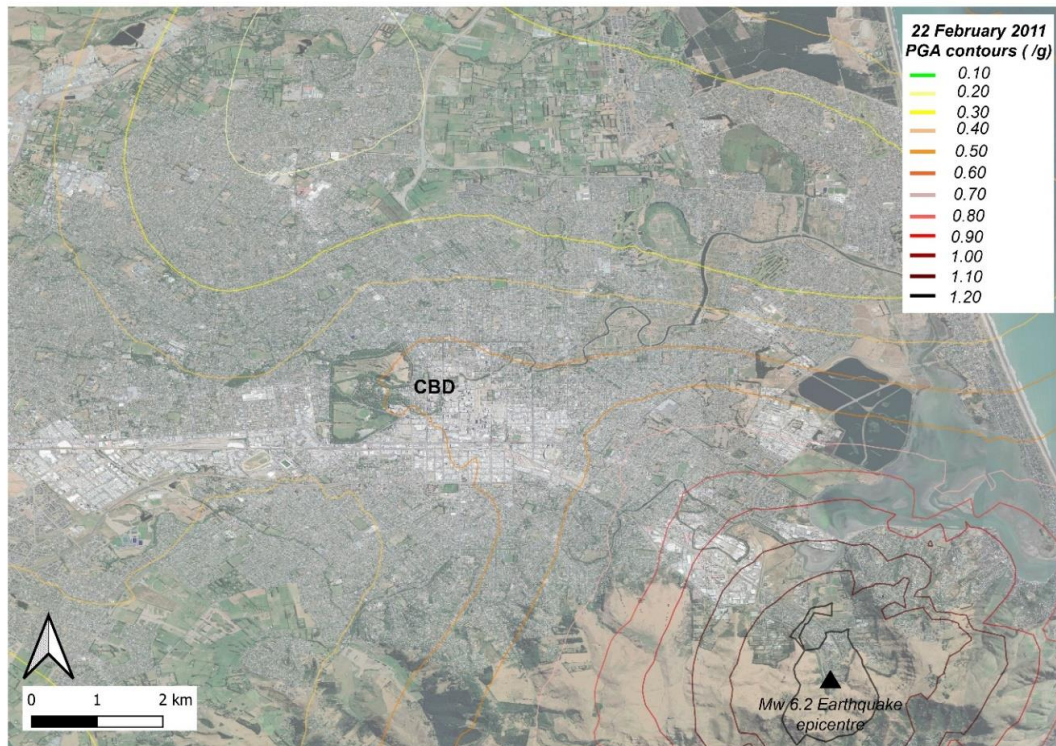 22 February 2011
PGA contours ( /g)
0.10
0.20
0.30
0.40
0.50
0.60
0.70
0.80
0.90
1.00
1.10
1.20
CBD
Mw 6.2 Earthquake
epicentre
0 1 2 km